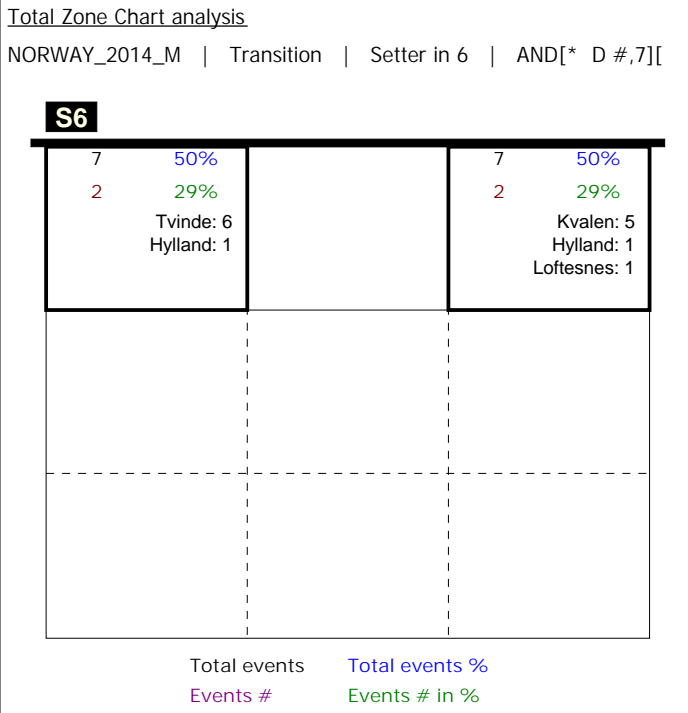 Total Zone Chart analysis
NORWAY_2014_M | Transition | Setter in 6 | AND[* D #,7][
S6
7 50% 7 50%
2 29% 2 29%
Tvinde: 6 Kvalen: 5
Hylland: 1 Hylland: 1
Loftesnes: 1
Total events Total events %
Events # Events # in %